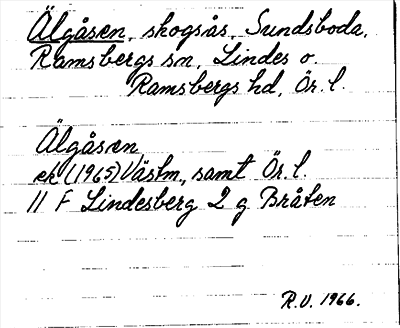 Älgåsen, skogsås, Sundsboda,
Ramsbergs sn, Lindes o.
Ramsbergs hd, Ör. l.
Älgåsen
ek (1965) Västm., samt Ör. l.
11 F Lindesberg 2 g Bråten
R.V. 1966.